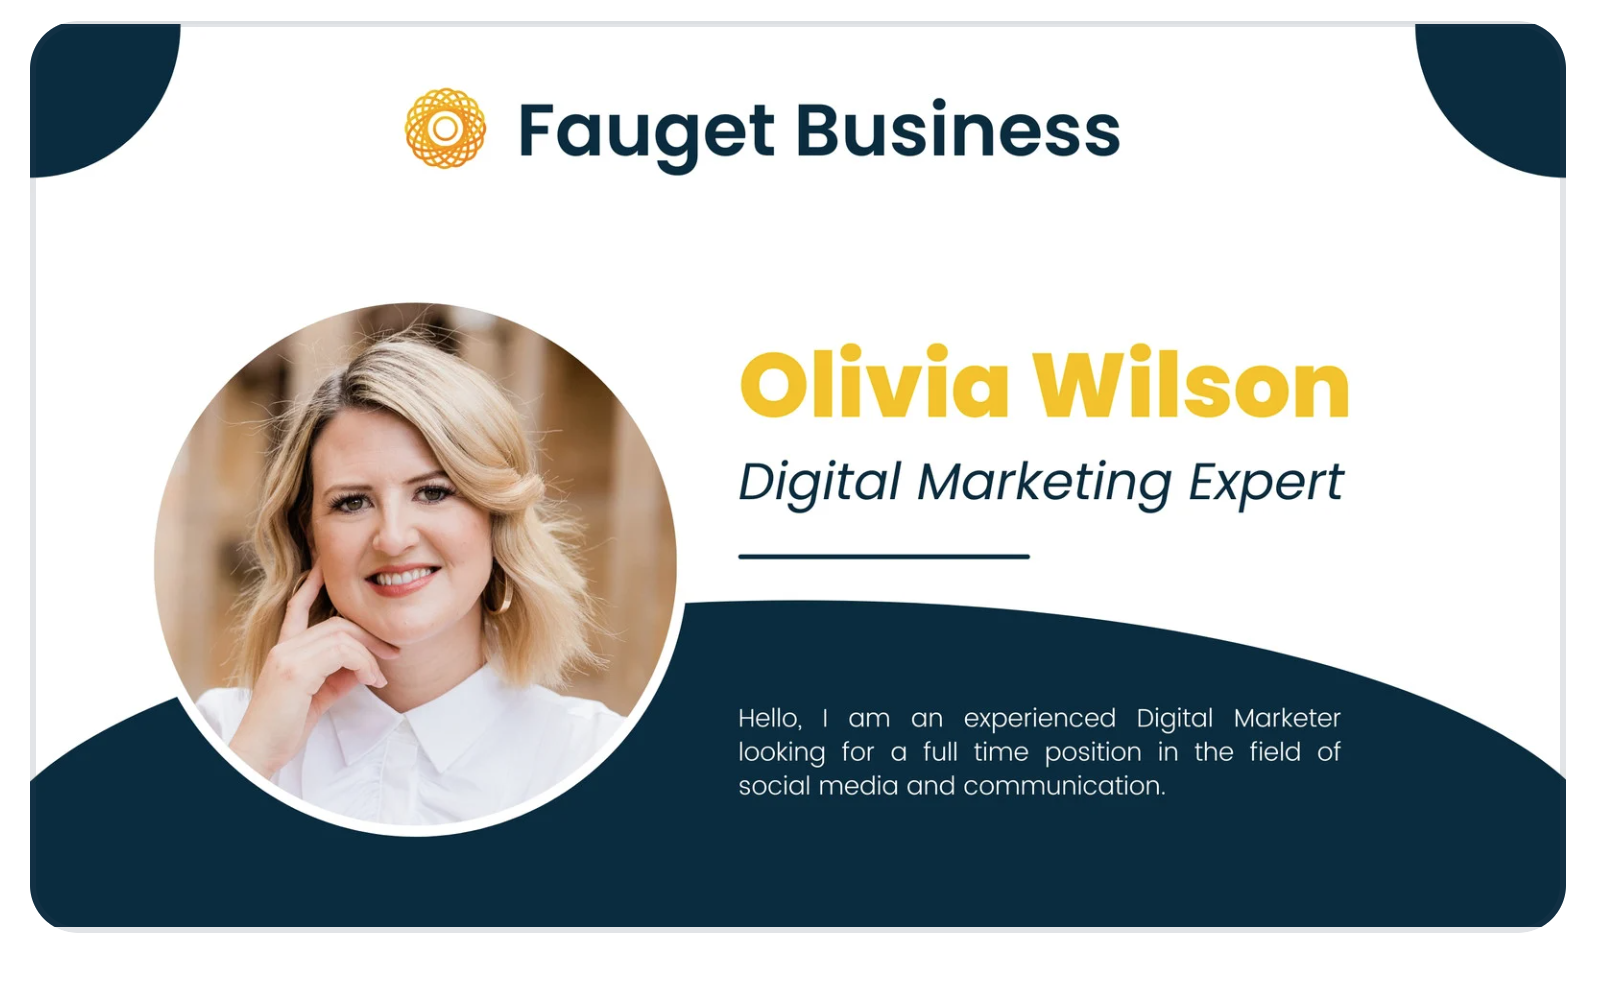 Fauget Business
Olivia Wilson
Digital Marketing Expert
Hello, I am an experienced Digital Marketer
looking for a full time position in the field of
social media and communication.